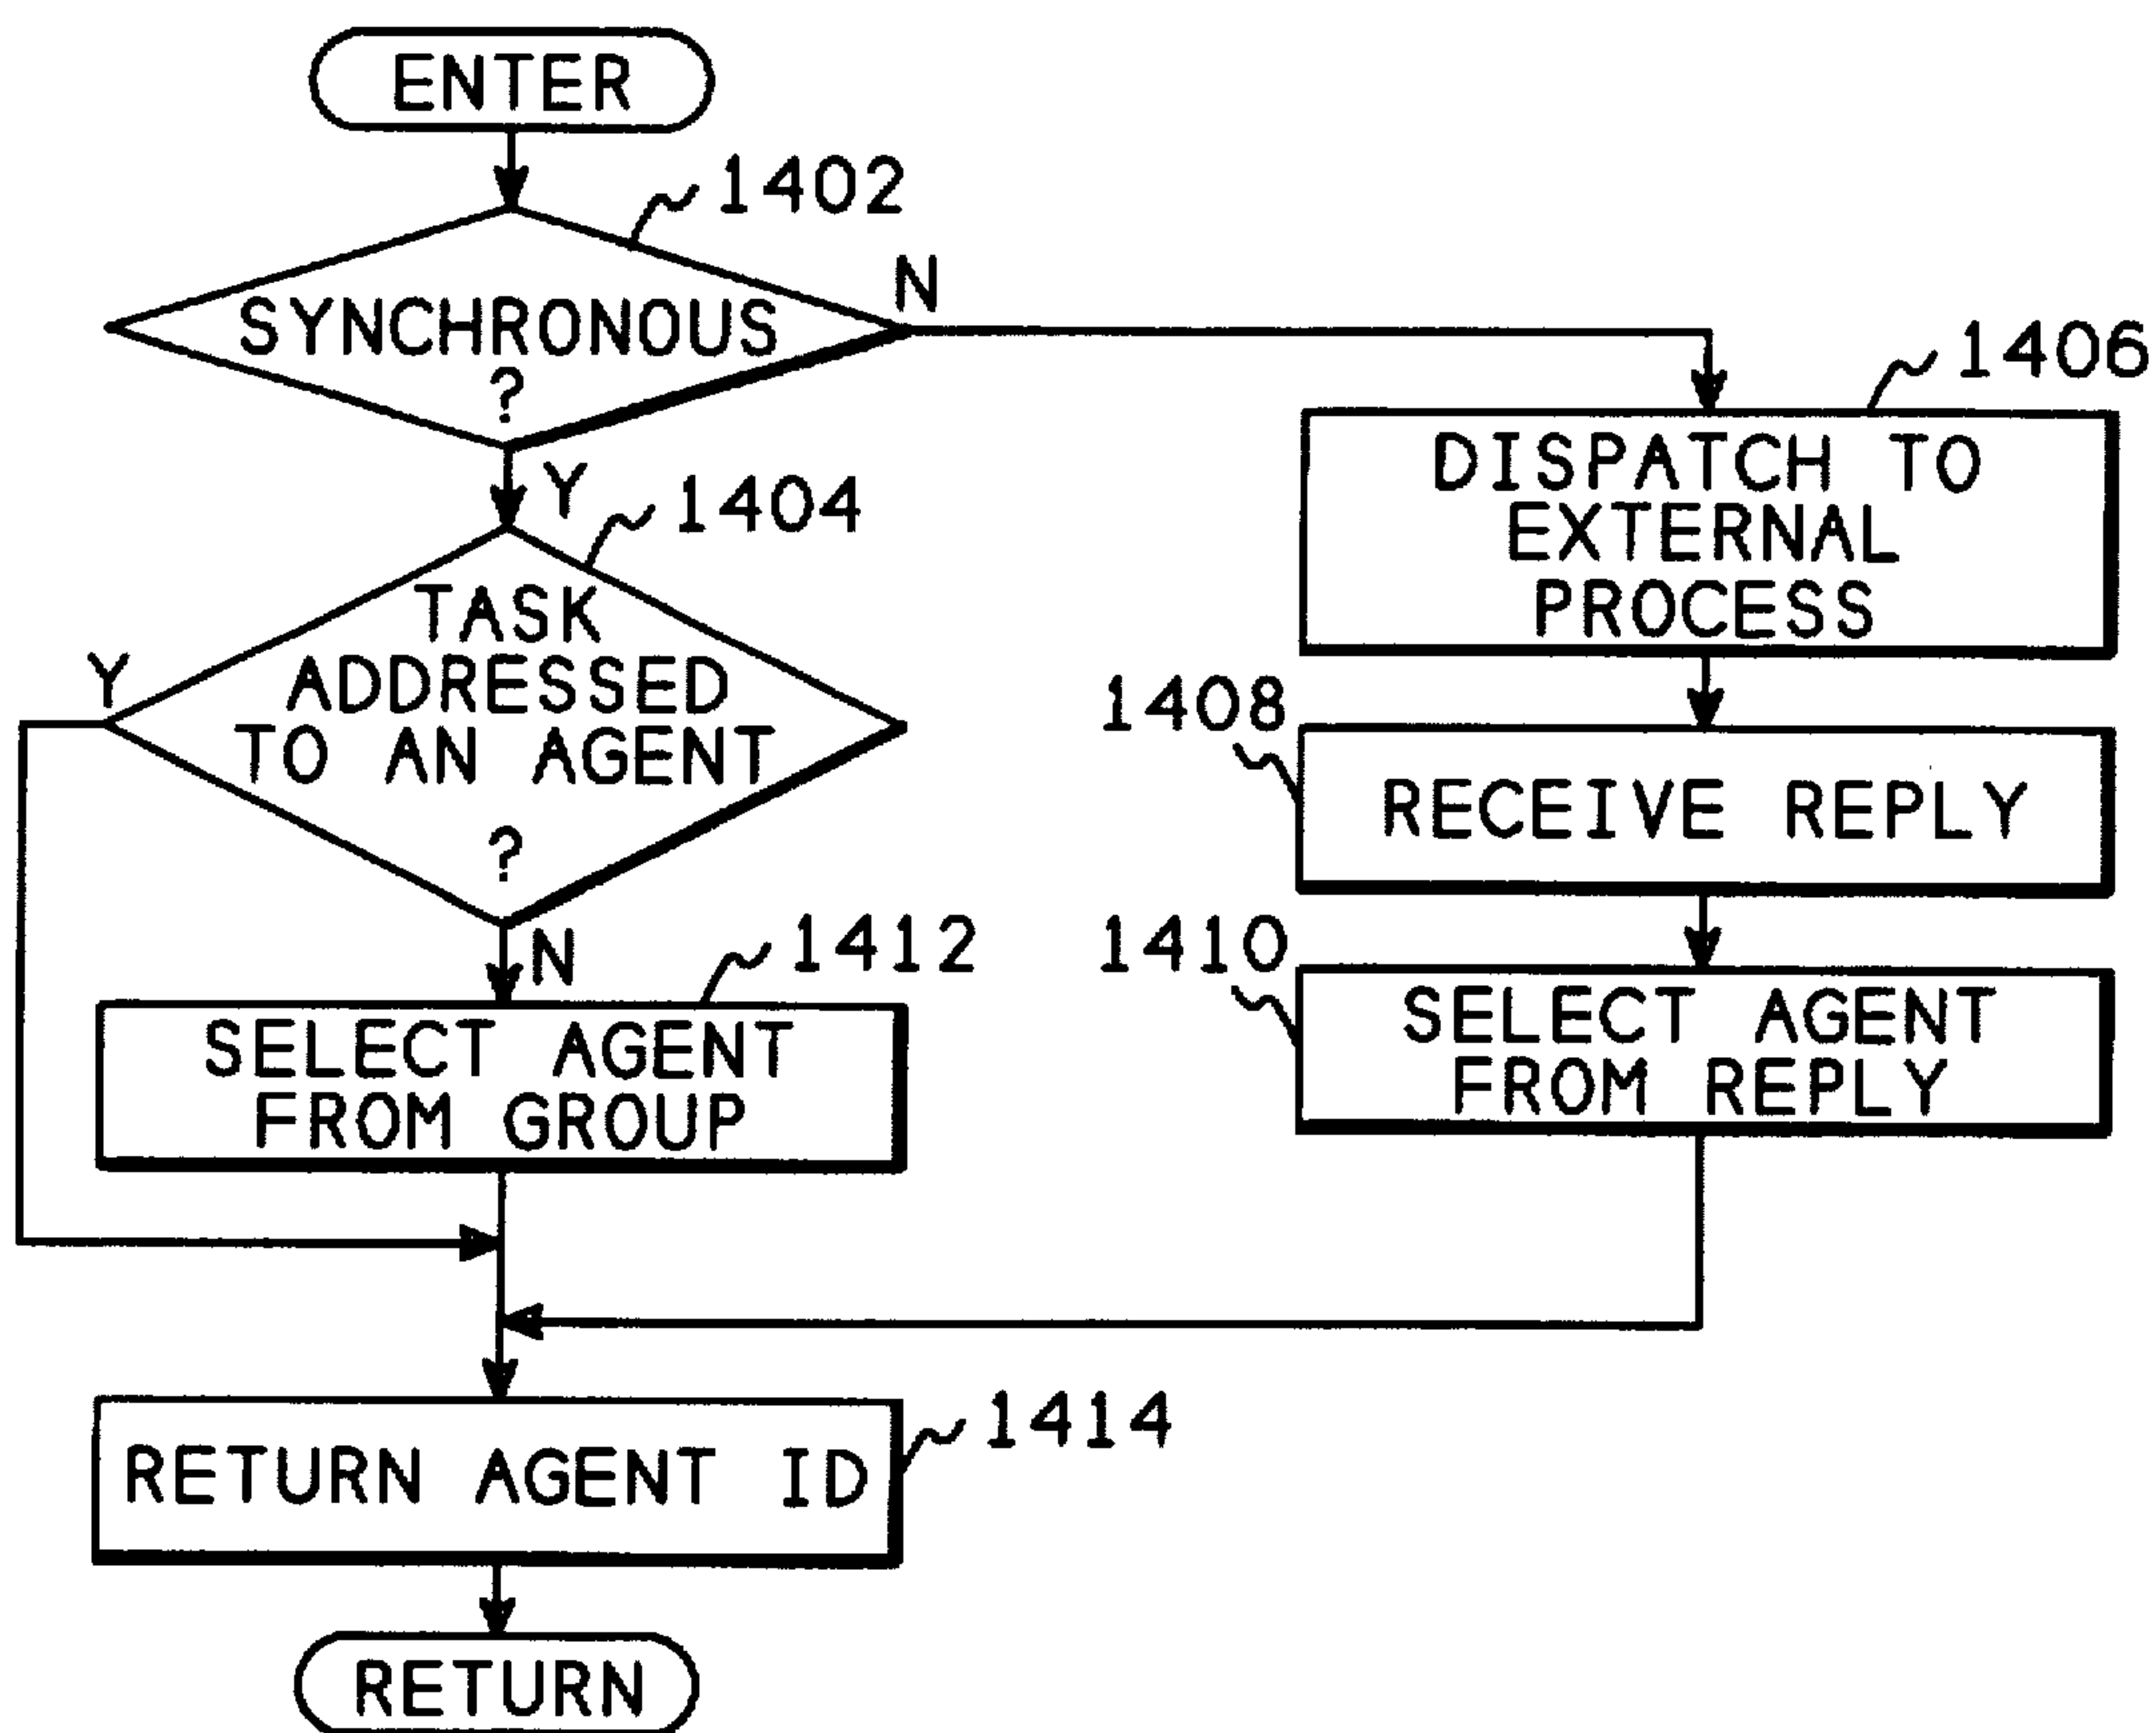 ENTER
1402
SYNCHRONOUS
?
N
Y
1404
TASK
ADDRESSED
TO AN AGENT
?
Y
N
1412
SELECT AGENT
FROM GROUP
1406
DISPATCH TO
EXTERNAL
PROCESS
1408
RECEIVE REPLY
1410
SELECT AGENT
FROM REPLY
RETURN AGENT ID
1414
RETURN